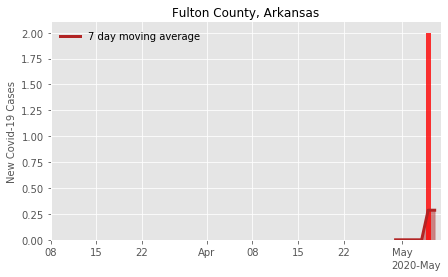 Fulton County, Arkansas
7 day moving average
New Covid-19 Cases
2.00
1.75
1.50
1.25
1.00
0.75
0.50
0.25
0.00
08 15 22 Apr 08 15 22 May
2020-May